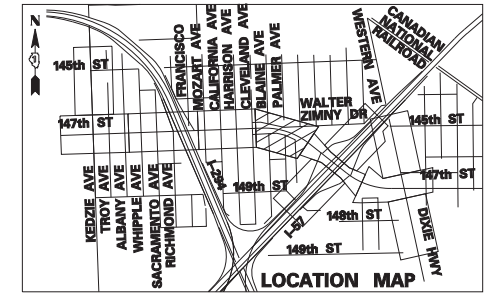 N
145th ST
147th ST
FRANCISCO
MOZART AVE
CALIFORNIA AVE
HARRISON AVE
CLEVELAND AVE
BLAINE AVE
PALMER AVE
WESTERN AVE
CANADIAN
NATIONAL
RAILROAD
WALTER
ZIMNY DR
145th ST
147th ST
KEDZIE AVE
TROY AVE
ALBANY AVE
WHIPPLE AVE
SACRAMENTO AVE
RICHMOND AVE
I-294
149th ST
I-57
148th ST
149th ST
DIXIE HWY
LOCATION MAP